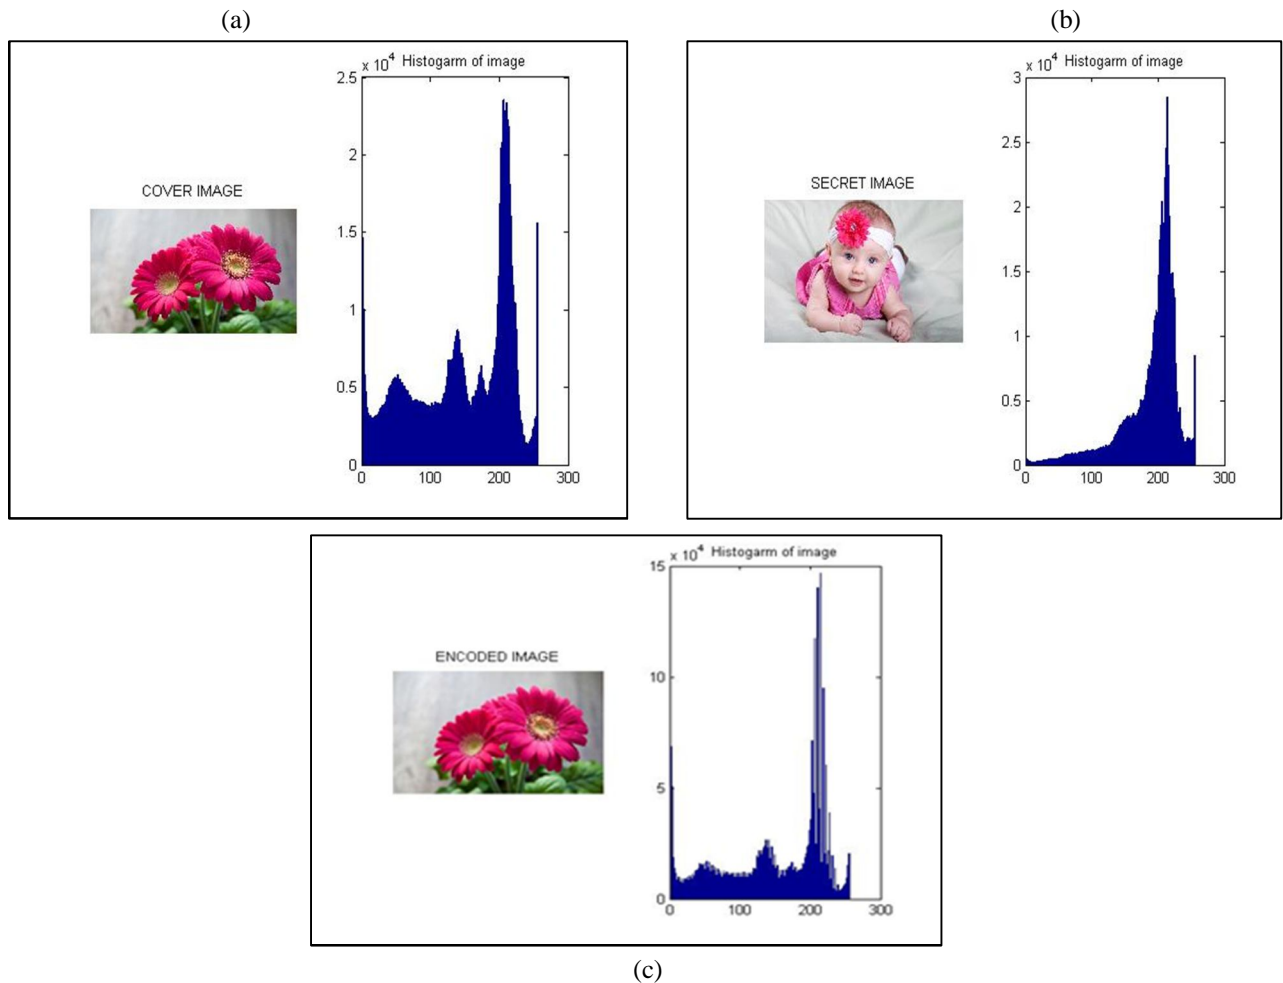 (a)
(b)
x 10^4 Histogarm of image
2.5
2
1.5
1
0.5
0
0 100 200 300
COVER IMAGE
x 10^4 Histogarm of image
3
2.5
2
1.5
1
0.5
0
0 100 200 300
SECRET IMAGE
x 10^4 Histogarm of image
15
10
5
0
0 100 200 300
ENCODED IMAGE
(c)